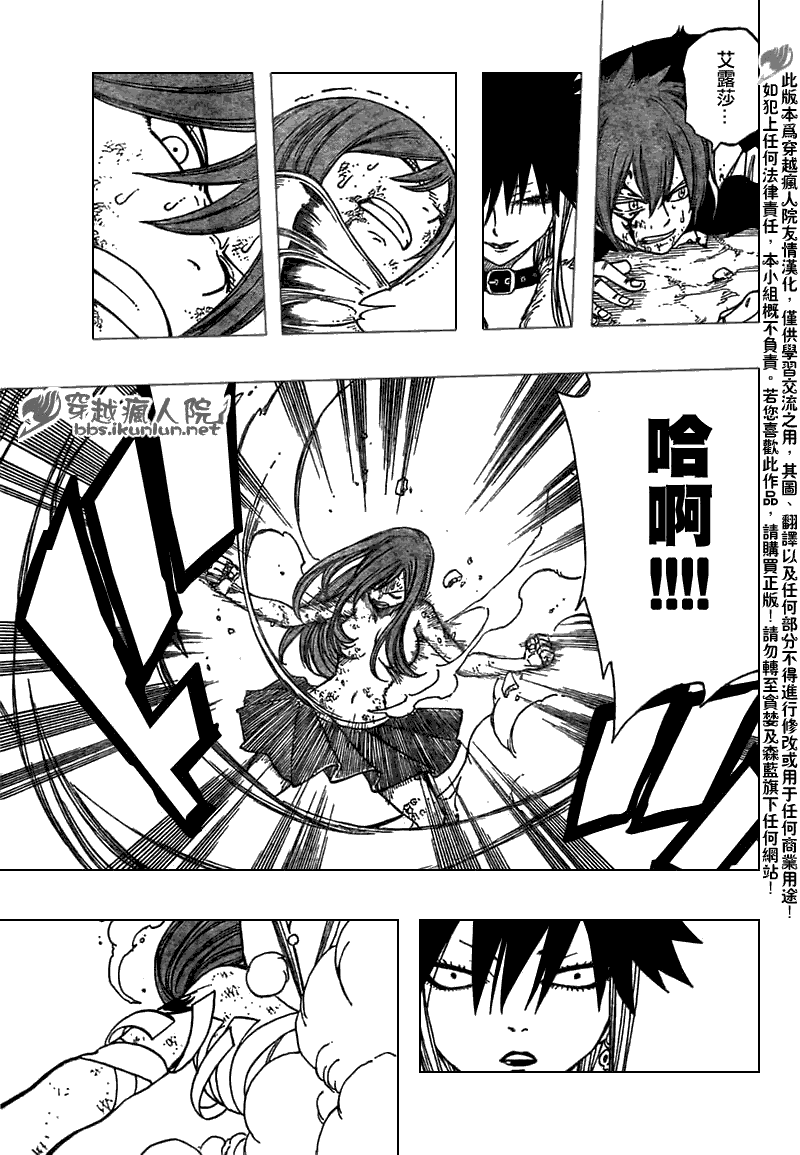 艾露莎…
哈啊!!!!
穿越瘋人院
bbs.ikunlun.net
此版本爲穿越瘋人院友情漢化，僅供學習交流之用，其圖、翻譯以及任何部分不得進行修改或用于任何商業用途！
如犯上任何法律責任，本小組概不負責。若您喜歡此作品，請購買正版！請勿轉至貪婪及森藍旗下任何網站！